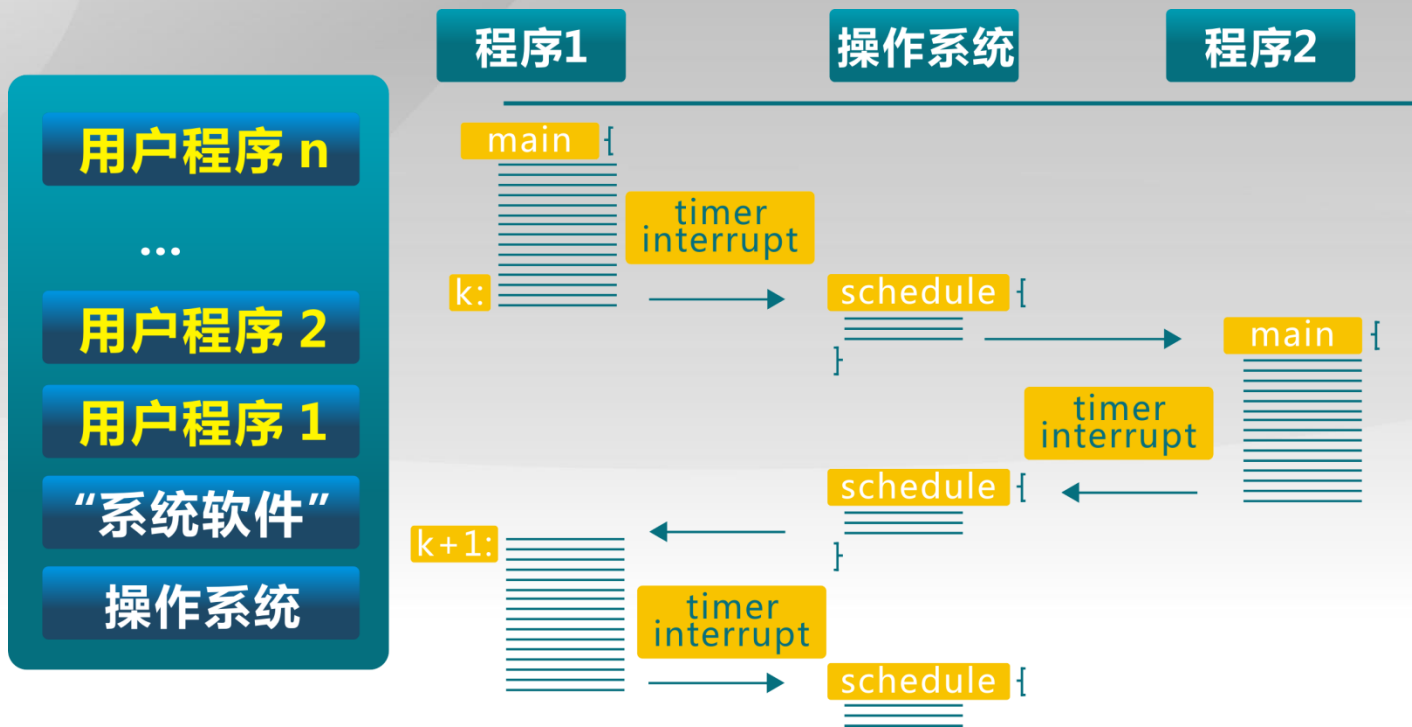 程序1
操作系统
程序2
用户程序 n
...
用户程序 2
用户程序 1
“系统软件”
操作系统
main {
timer
interrupt
k:
schedule {
}
main {
timer
interrupt
schedule {
}
k+1:
timer
interrupt
schedule {